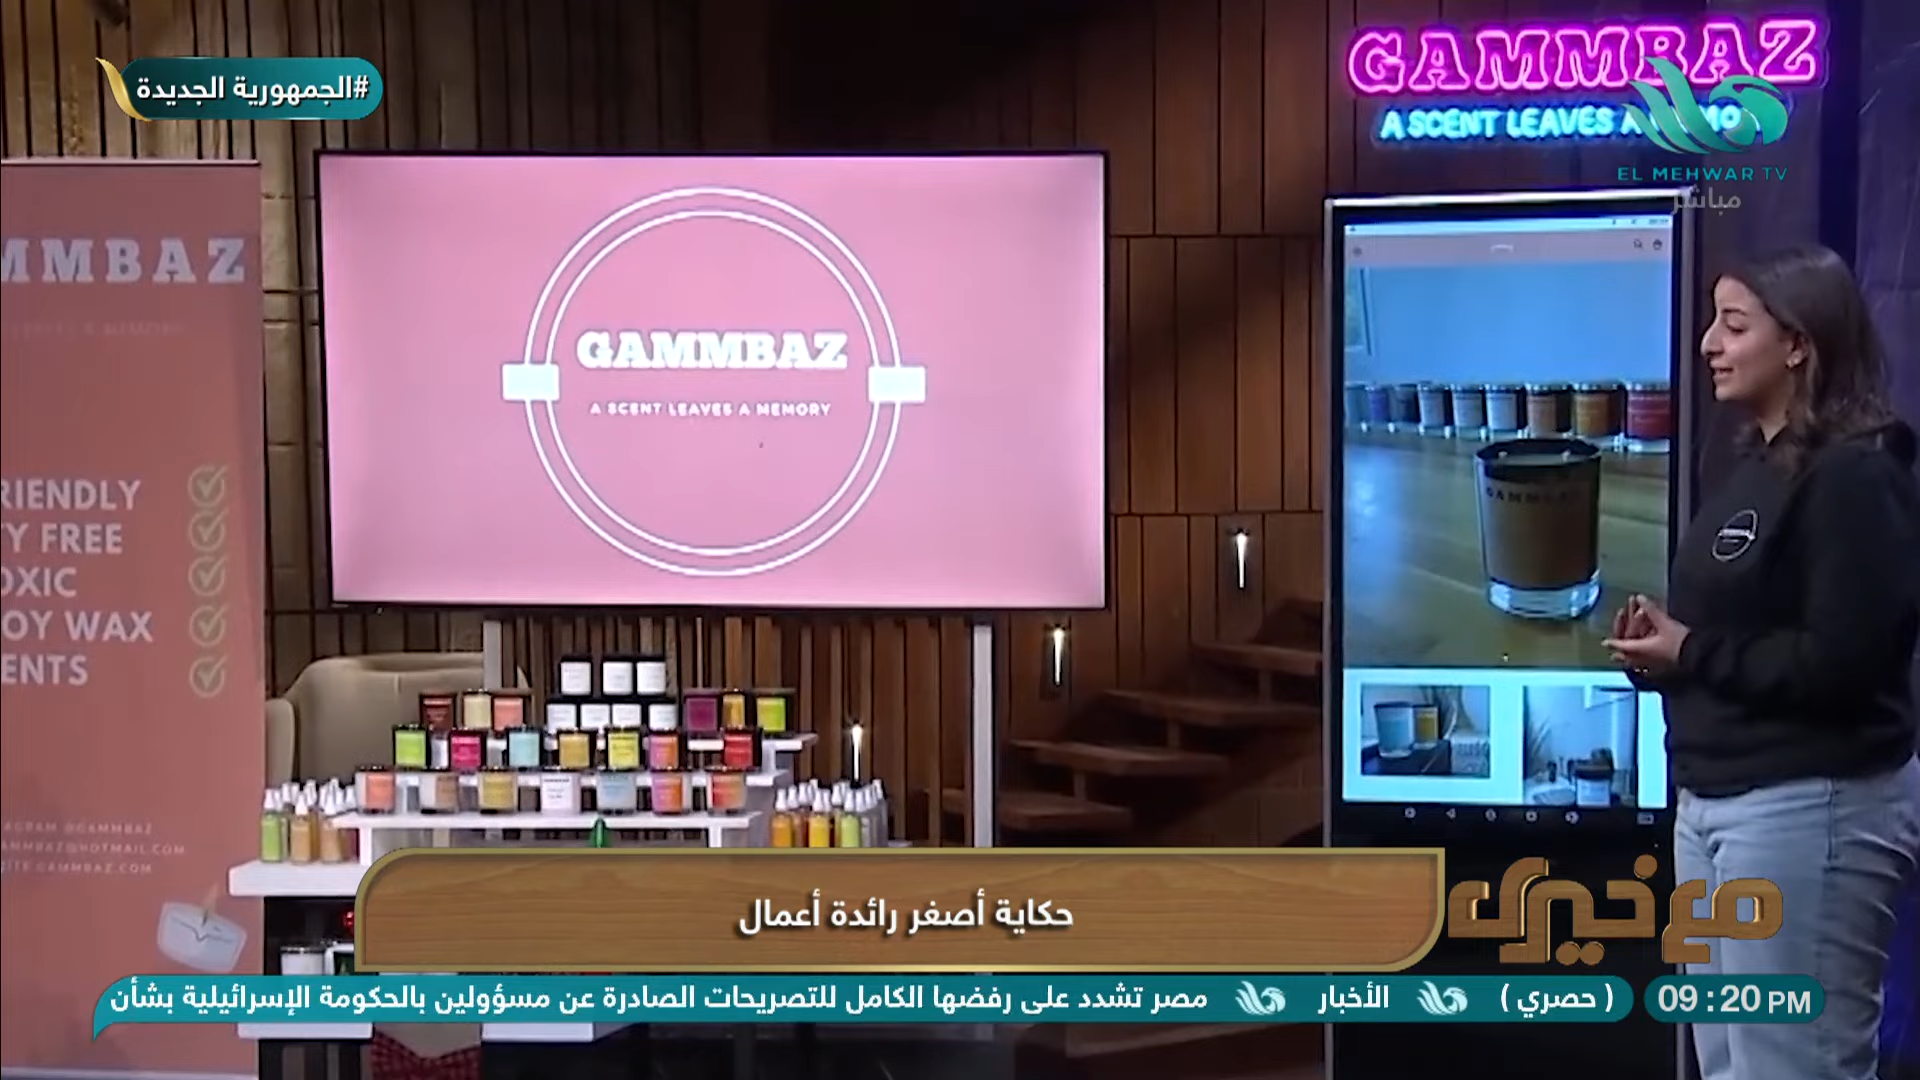 #الجمهورية الجديدة
GAMMBAZ
A SCENT LEAVES A
EL MEHWAR TV
مباشر
MMBAZ
RIENDLY
Y FREE
OXIC
OY WAX
ENTS
GAMMBAZ
A SCENT LEAVES A MEMORY
GAMMBAZ
حكاية أصغر رائدة أعمال
مع خيري
09:20 PM
( حصري ) الأخبار مصر تشدد على رفضها الكامل للتصريحات الصادرة عن مسؤولين بالحكومة الإسرائيلية بشأن